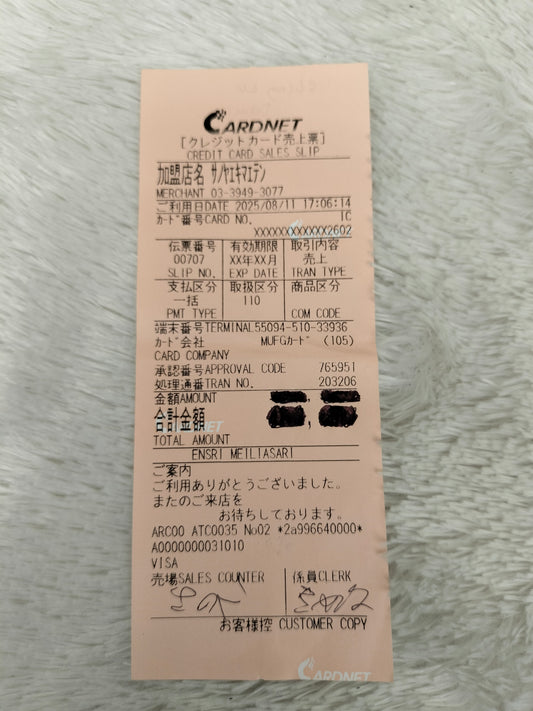 CARDNET
[クレジットカード売上票]
CREDIT CARD SALES SLIP
加盟店名 サノヤエキマエデン
MERCHANT 03-3949-3077
ご利用日DATE 2025/08/11 17:06:14
カード番号CARD NO. IC
XXXXXXXXXXXX2602
伝票番号 有効期限 取引内容
00707 XX年XX月 売上
SLIP NO. EXP DATE TRAN TYPE
支払区分 取扱区分 商品区分
一括 110
PMT TYPE COM CODE
端末番号TERMINAL55094-510-33936
カード会社 MUFGカード (105)
CARD COMPANY
承認番号APPROVAL CODE 765951
処理通番TRAN NO. 203206
金額AMOUNT
合計金額
TOTAL AMOUNT
ENSRI MEILIASARI
ご案内
ご利用ありがとうございました。
またのご来店を
お待ちしております。
ARC00 ATC0035 No02 *2a996640000*
A0000000031010
VISA
売場SALES COUNTER 係員CLERK
お客様控 CUSTOMER COPY
CARDNET